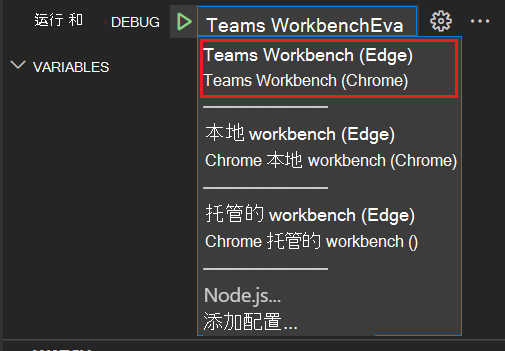 运行 和 DEBUG Teams WorkbenchEva
VARIABLES
Teams Workbench (Edge)
Teams Workbench (Chrome)
本地 workbench (Edge)
Chrome 本地 workbench (Chrome)
托管的 workbench (Edge)
Chrome 托管的 workbench ()
Node.js...
添加配置...